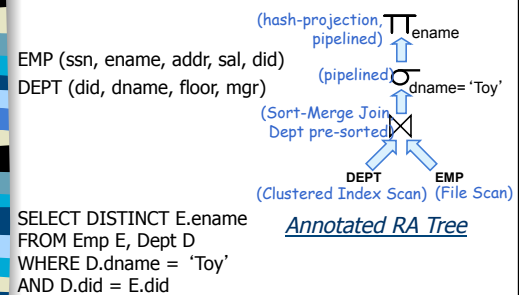 EMP (ssn, ename, addr, sal, did)
DEPT (did, dname, floor, mgr)
SELECT DISTINCT E.ename
FROM Emp E, Dept D
WHERE D.dname = ‘Toy’
AND D.did = E.did
(hash-projection,
pipelined)
∏ ename
(pipelined)
σ dname= ‘Toy’
(Sort-Merge Join
Dept pre-sorted)
⋈
DEPT
(Clustered Index Scan)
EMP
(File Scan)
Annotated RA Tree